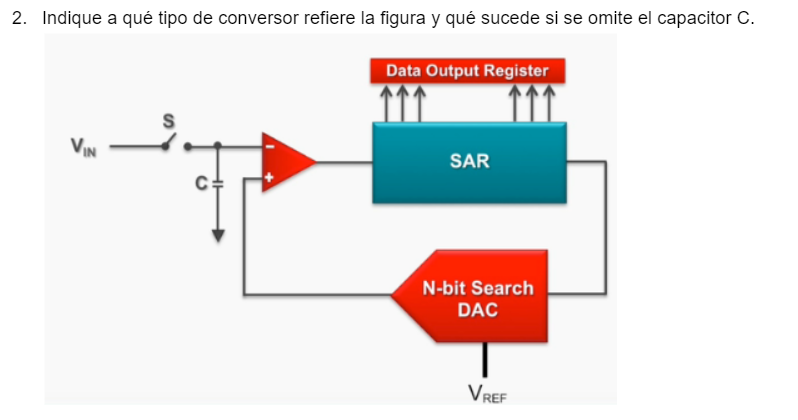 2. Indique a qué tipo de conversor refiere la figura y qué sucede si se omite el capacitor C.
Data Output Register
S
VIN
SAR
C
-
+
N-bit Search
DAC
VREF